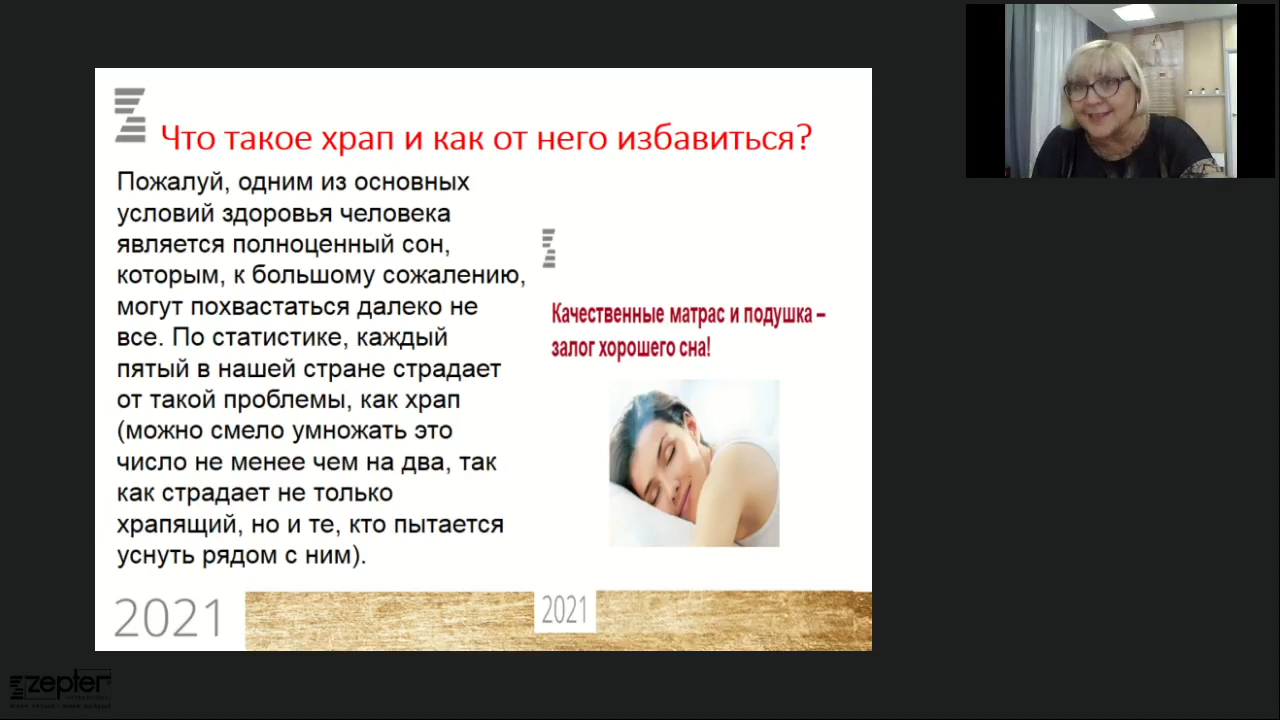 Что такое храп и как от него избавиться?
Пожалуй, одним из основных
условий здоровья человека
является полноценный сон,
которым, к большому сожалению,
могут похвастаться далеко не
все. По статистике, каждый
пятый в нашей стране страдает
от такой проблемы, как храп
(можно смело умножать это
число не менее чем на два, так
как страдает не только
храпящий, но и те, кто пытается
уснуть рядом с ним).
Качественные матрас и подушка –
залог хорошего сна!
2021
2021
zepter